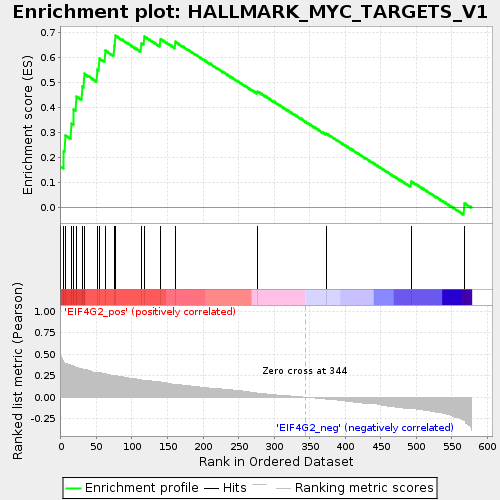 Enrichment plot: HALLMARK_MYC_TARGETS_V1
Enrichment score (ES)
0.7
0.6
0.5
0.4
0.3
0.2
0.1
0.0
'EIF4G2_pos' (positively correlated)
Ranked list metric (Pearson)
1.00
0.75
0.50
0.25
0.00
-0.25
Zero cross at 344
'EIF4G2_neg' (negatively correlated)
0 50 100 150 200 250 300 350 400 450 500 550 600
Rank in Ordered Dataset
Enrichment profile Hits Ranking metric scores